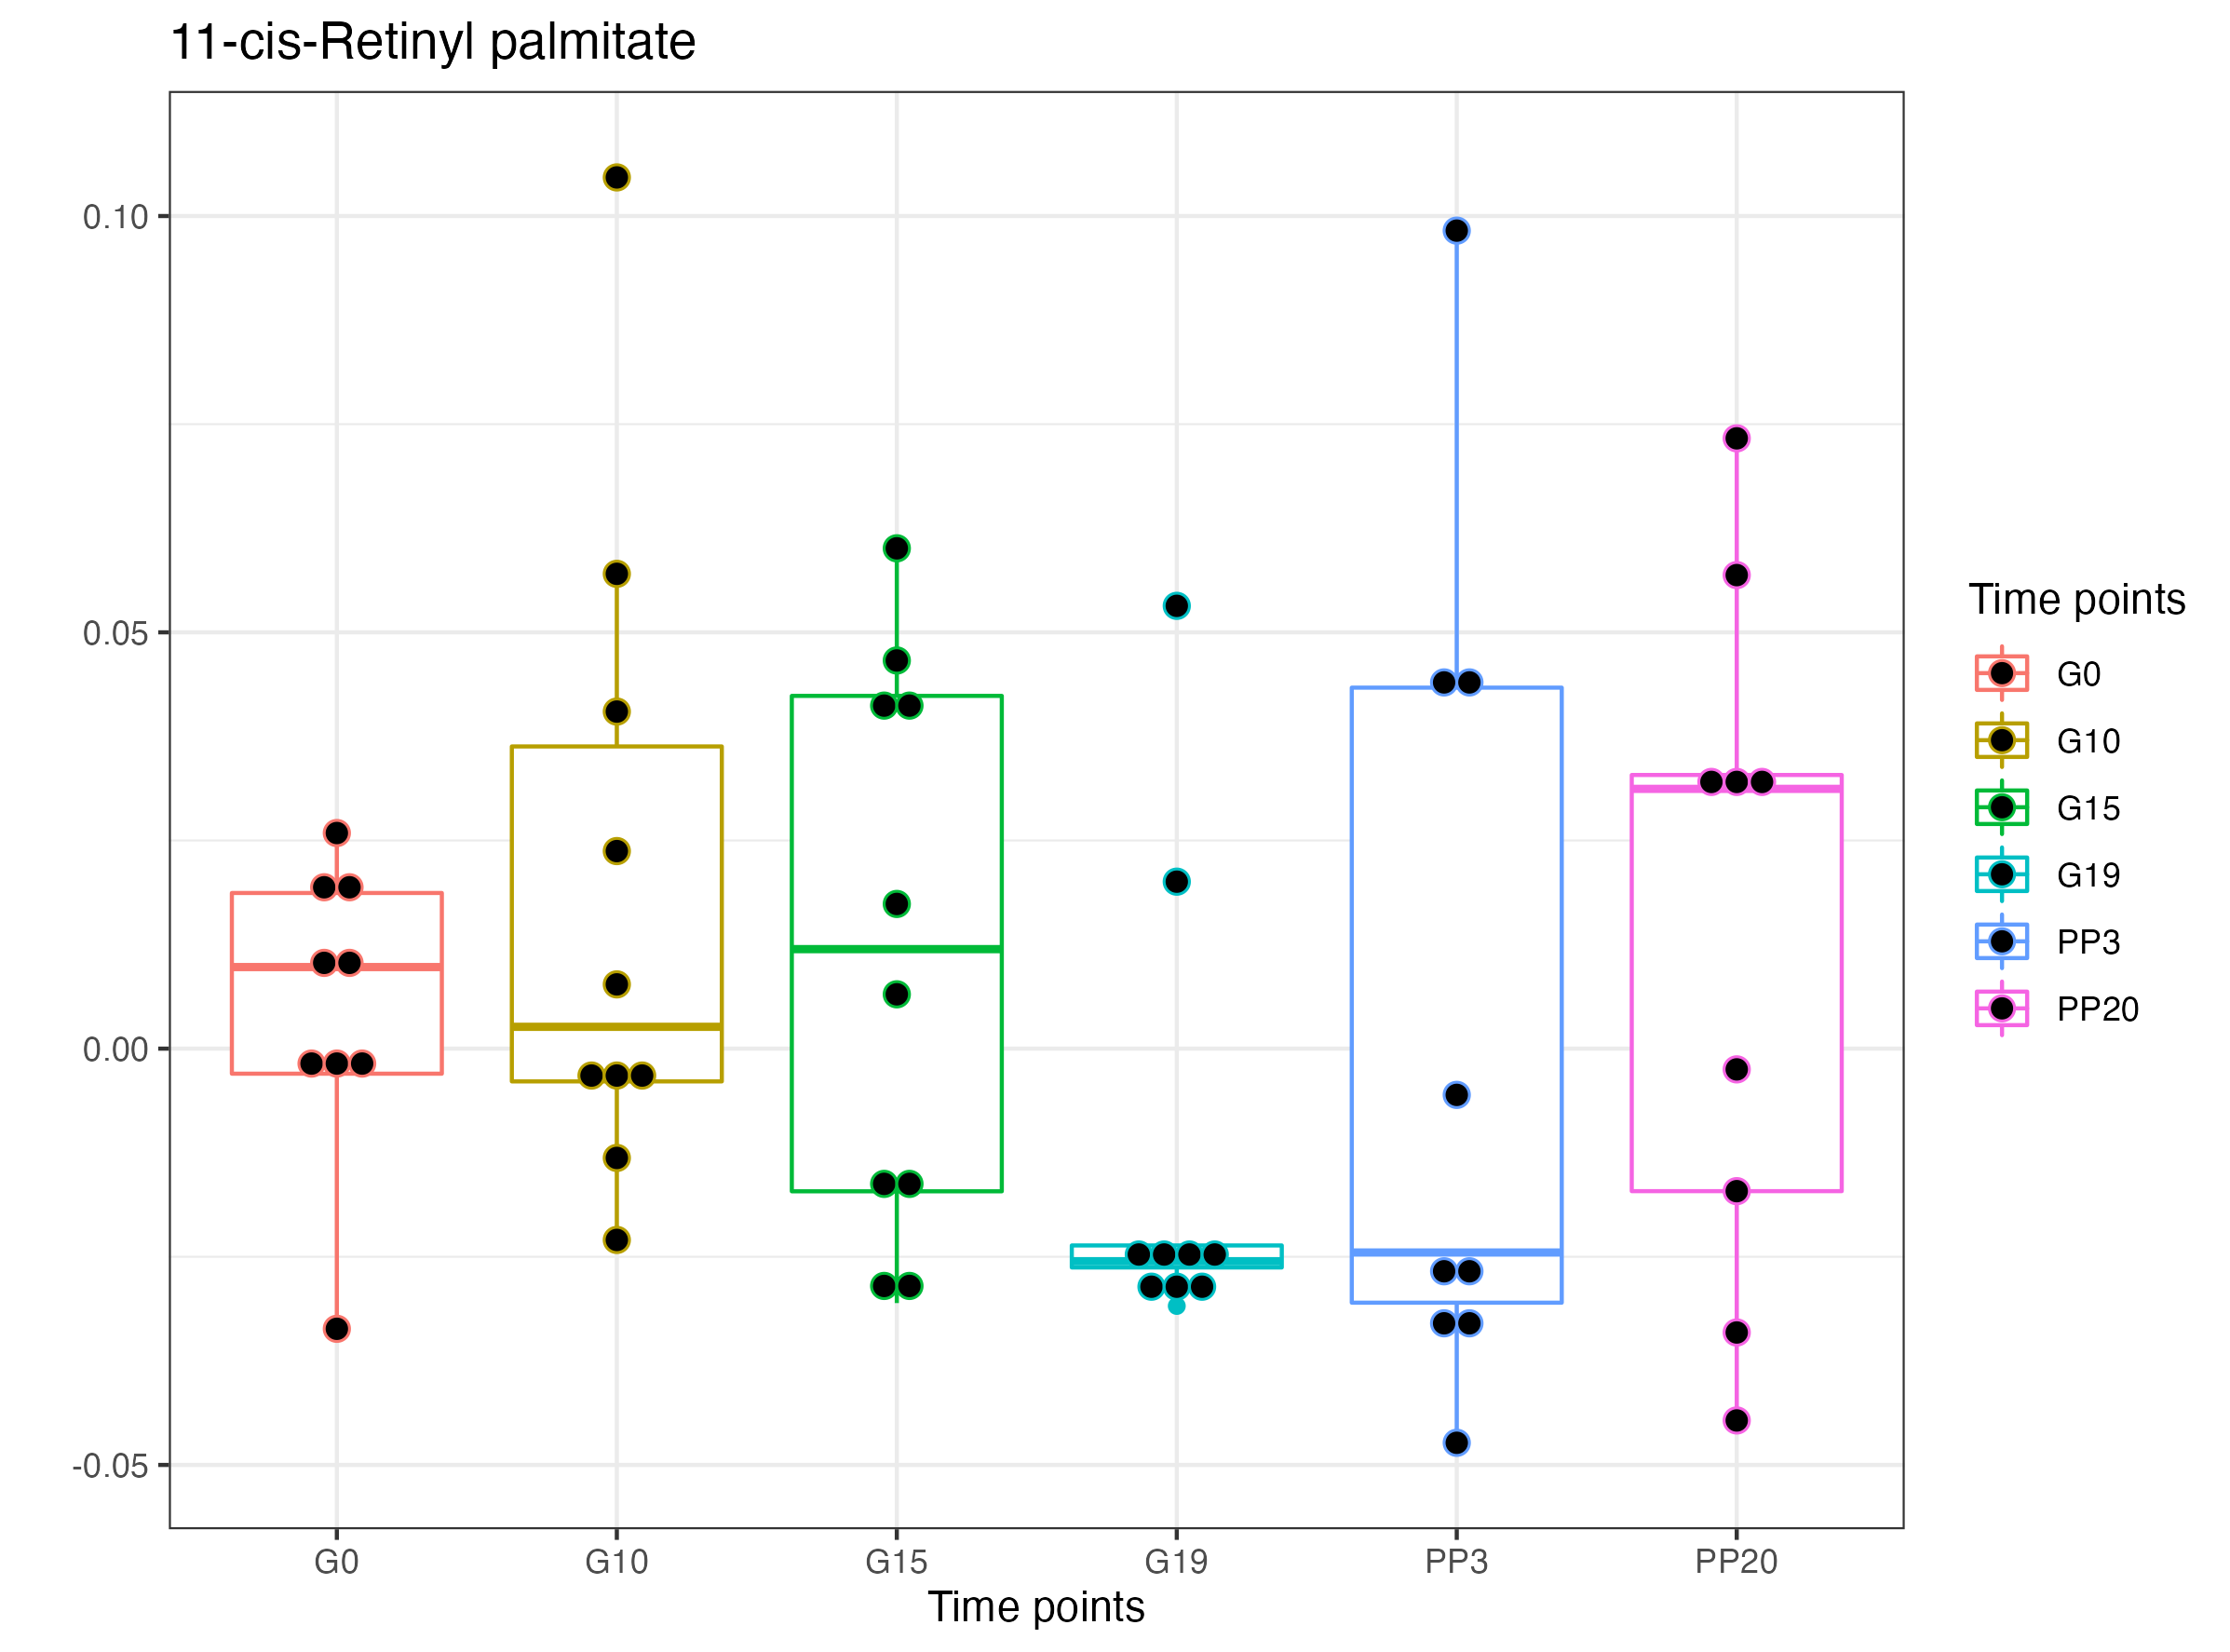 11-cis-Retinyl palmitate
0.10
0.05
0.00
-0.05
G0 G10 G15 G19 PP3 PP20
Time points
Time points
G0
G10
G15
G19
PP3
PP20